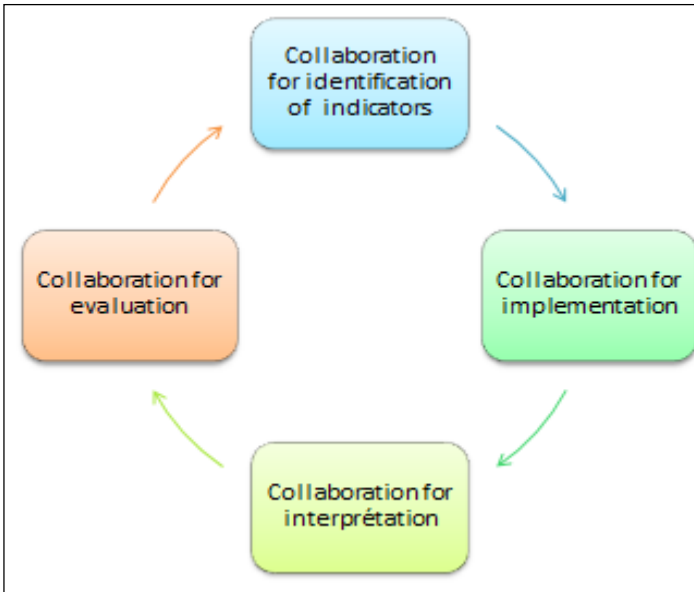 Collaboration
for identification
of indicators
Collaboration for
implementation
Collaboration for
interprétation
Collaboration for
evaluation